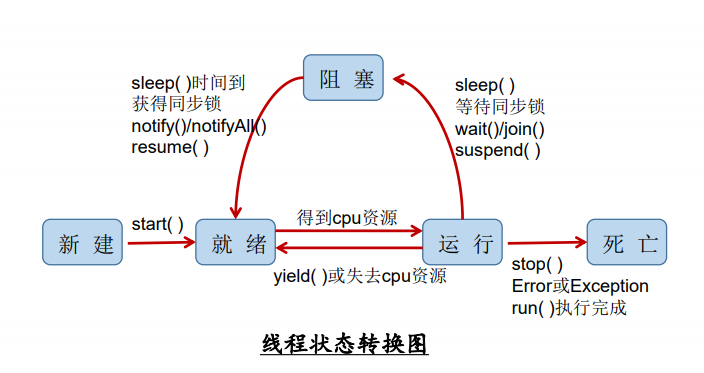 阻 塞
sleep( )时间到
获得同步锁
notify()/notifyAll()
resume( )
sleep( )
等待同步锁
wait()/join()
suspend( )
新 建
start( )
就 绪
得到cpu资源
运 行
死 亡
yield( )或失去cpu资源
stop( )
Error或Exception
run( )执行完成
线程状态转换图